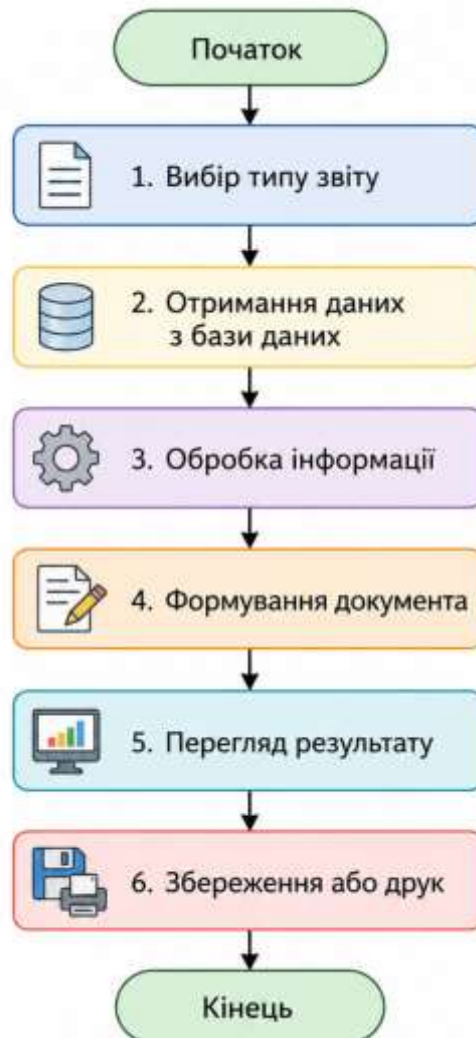 Початок
1. Вибір типу звіту
2. Отримання даних
з бази даних
3. Обробка інформації
4. Формування документа
5. Перегляд результату
6. Збереження або друк
Кінець